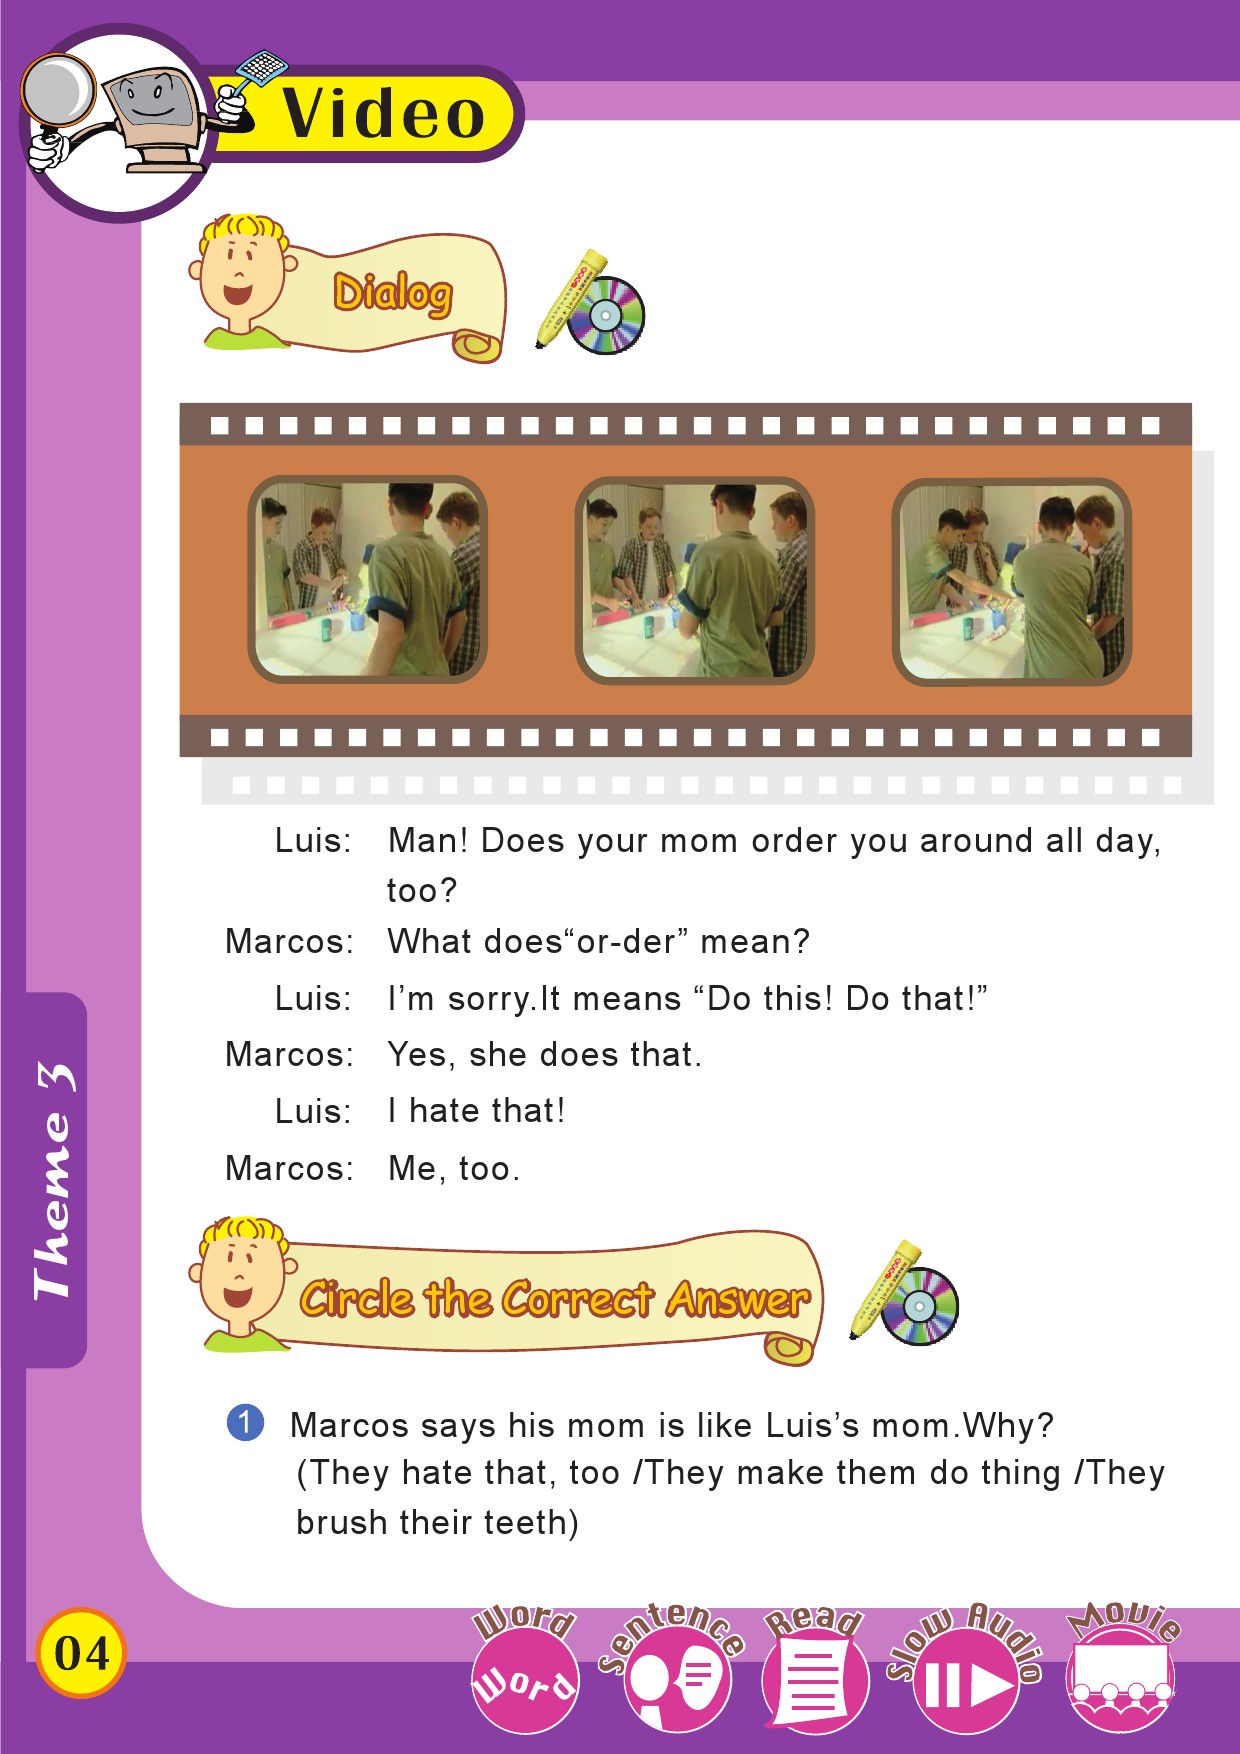 Video
Dialog
Luis: Man! Does your mom order you around all day,
too?
Marcos: What does“or-der” mean?
Luis: I’m sorry.It means “Do this! Do that!”
Marcos: Yes, she does that.
Luis: I hate that!
Marcos: Me, too.
Theme 3
Circle the Correct Answer
1 Marcos says his mom is like Luis’s mom.Why?
(They hate that, too /They make them do thing /They
brush their teeth)
04
Word
Word
Sentence
Read
Slow Audio
Movie